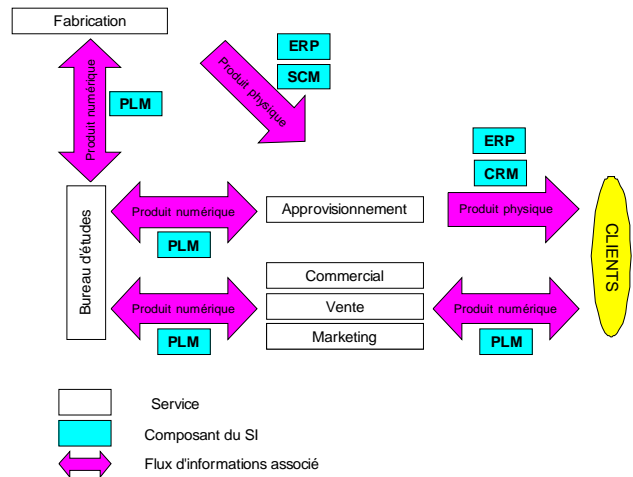 Fabrication
ERP
SCM
Produit physique
PLM
Produit numérique
ERP
CRM
Bureau d'études
Produit numérique
PLM
Approvisionnement
Produit physique
CLIENTS
Commercial
Vente
Marketing
Produit numérique
PLM
Produit numérique
PLM
Service
Composant du SI
Flux d'informations associé